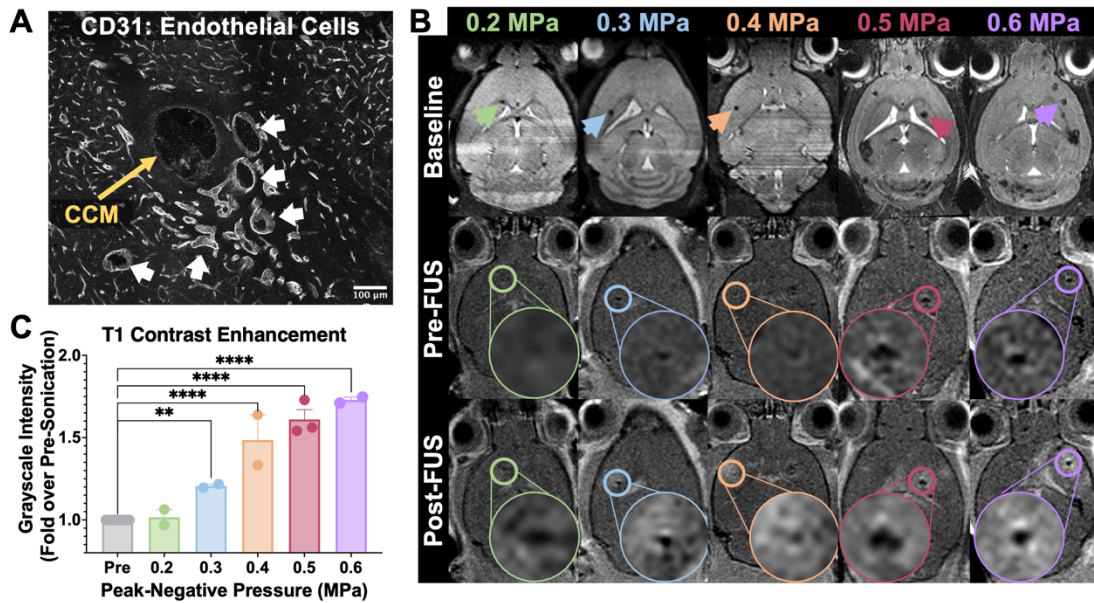 A
CD31: Endothelial Cells
CCM
100 µm
B
0.2 MPa
0.3 MPa
0.4 MPa
0.5 MPa
0.6 MPa
Baseline
Pre-FUS
Post-FUS
C
T1 Contrast Enhancement
Grayscale Intensity
(Fold over Pre-Sonication)
2.0
1.5
1.0
****
****
****
**
Pre
0.2
0.3
0.4
0.5
0.6
Peak-Negative Pressure (MPa)